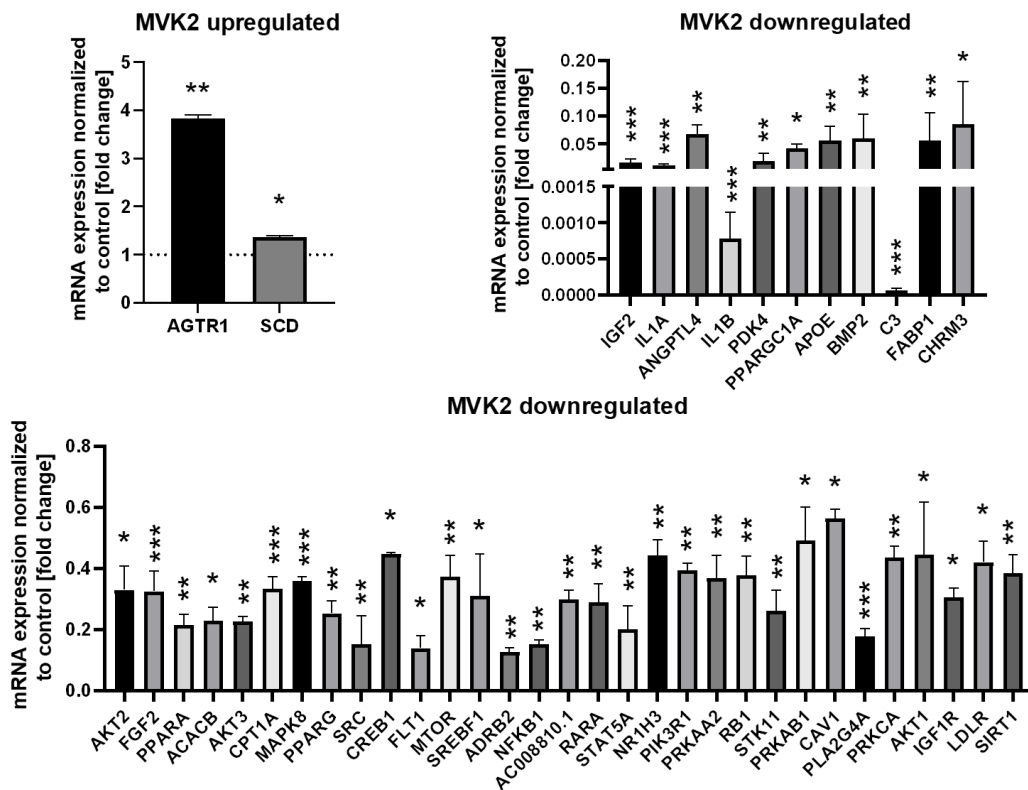 MVK2 upregulated
mRNA expression normalized
to control [fold change]
5
4
3
2
1
0
**
*
AGTR1
SCD
MVK2 downregulated
mRNA expression normalized
to control [fold change]
0.20
0.15
0.10
0.05
0.0015
0.0010
0.0005
0.0000
***
***
**
***
**
*
**
**
***
**
*
IGF2
IL1A
ANGPTL4
IL1B
PDK4
PPARGC1A
APOE
BMP2
C3
FABP1
CHRM3
MVK2 downregulated
mRNA expression normalized
to control [fold change]
0.8
0.6
0.4
0.2
0.0
*
***
**
*
**
***
***
**
**
*
*
**
*
**
**
**
**
**
**
**
**
**
**
*
*
***
**
*
*
*
**
AKT2
FGF2
PPARA
ACACB
AKT3
CPT1A
MAPK8
PPARG
SRC
CREB1
FLT1
MTOR
SREBF1
ADRB2
NFKB1
AC008810.1
RARA
STAT5A
NR1H3
PIK3R1
PRKAA2
RB1
STK11
PRKAB1
CAV1
PLA2G4A
PRKCA
AKT1
IGF1R
LDLR
SIRT1